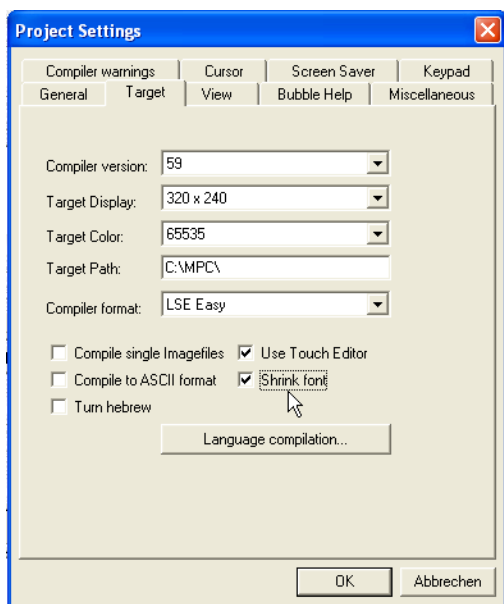 Project Settings
Compiler warnings Cursor Screen Saver Keypad
General Target View Bubble Help Miscellaneous
Compiler version: 59
Target Display: 320 x 240
Target Color: 65535
Target Path: C:\MPC\
Compiler format: LSE Easy
Compile single Imagefiles Use Touch Editor
Compile to ASCII format Shrink font
Turn hebrew
Language compilation...
OK Abbrechen